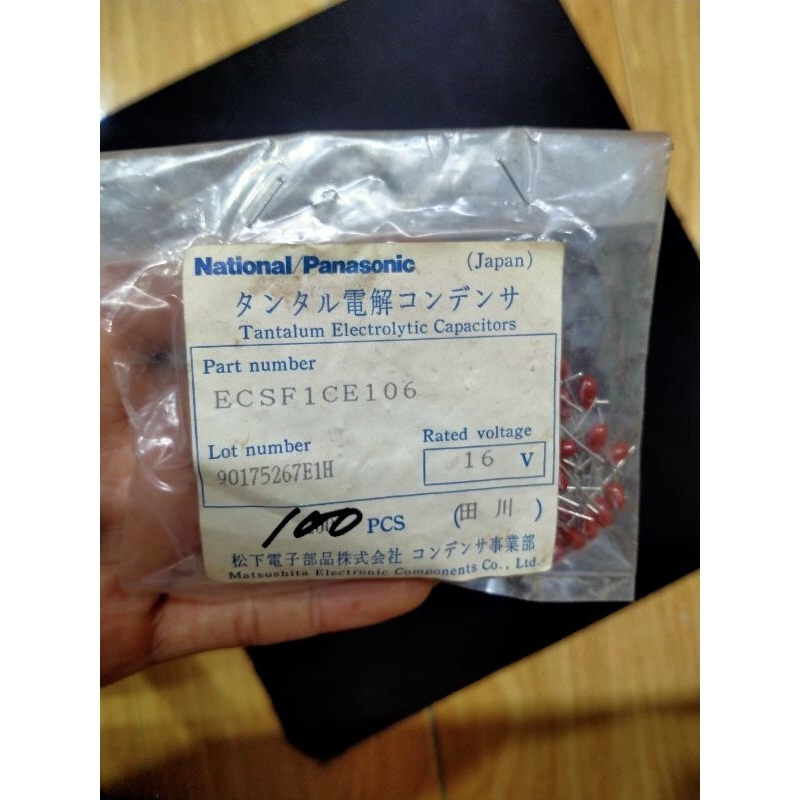 National/Panasonic (Japan)
タンタル電解コンデンサ
Tantalum Electrolytic Capacitors
Part number
ECSF1CE106
Lot number
90175267E1H
Rated voltage
16 V
100 PCS (田川)
松下電子部品株式会社 コンデンサ事業部
Matsushita Electronic Components Co., Ltd.